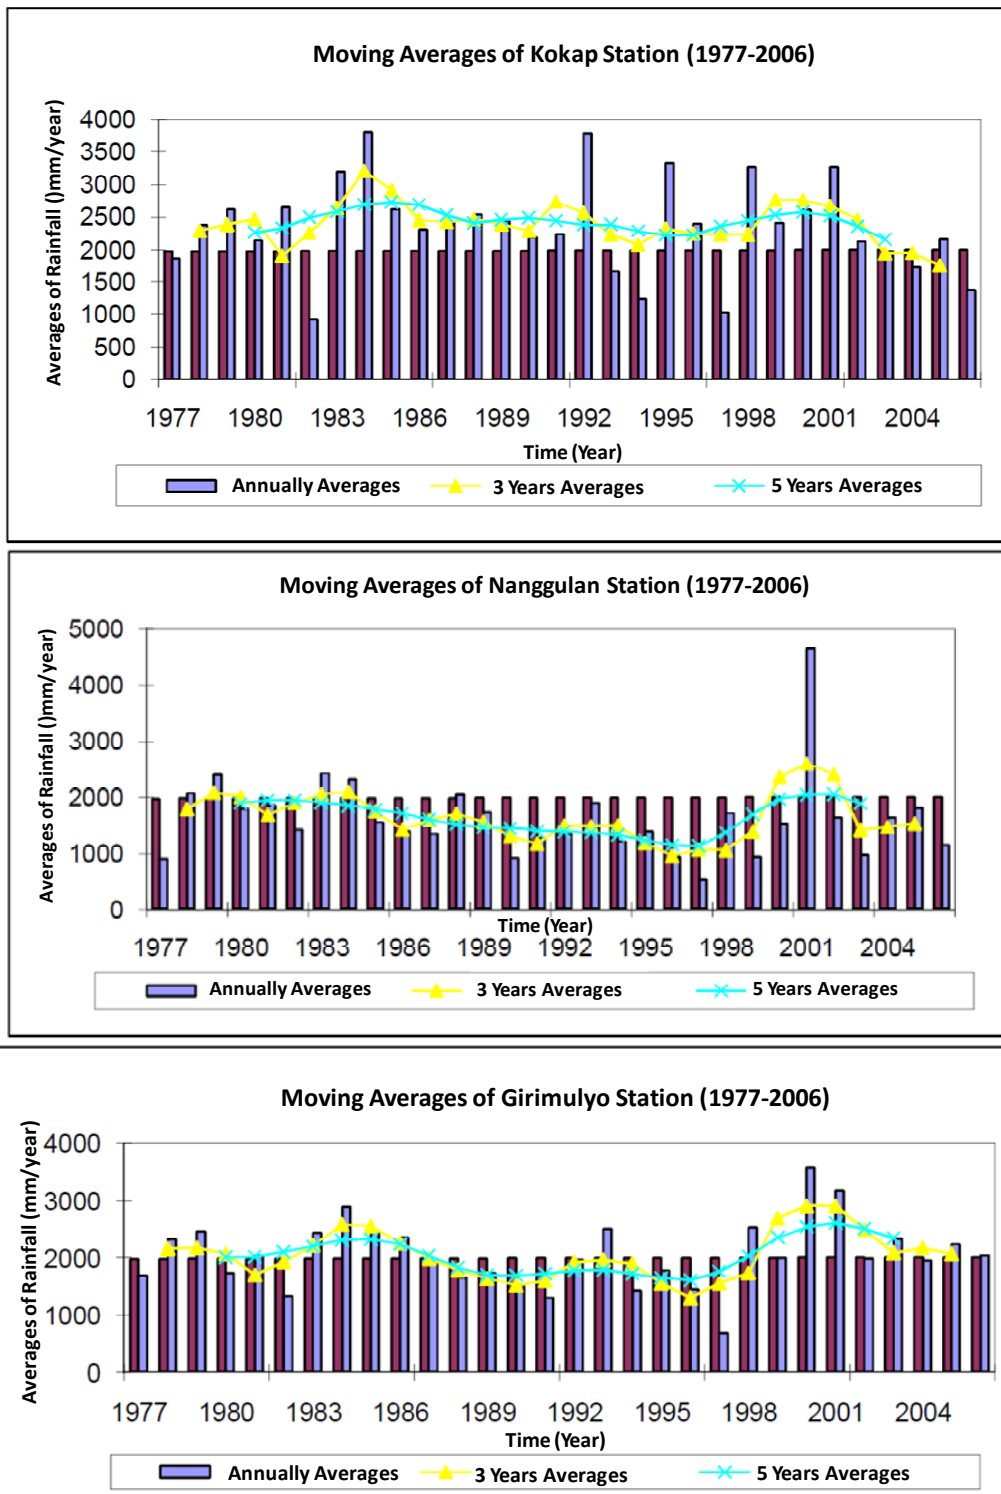 Moving Averages of Kokap Station (1977-2006)
Averages of Rainfall ()mm/year)
4000
3500
3000
2500
2000
1500
1000
500
0
1977 1980 1983 1986 1989 1992 1995 1998 2001 2004
Time (Year)
Annually Averages 3 Years Averages 5 Years Averages
Moving Averages of Nanggulan Station (1977-2006)
Averages of Rainfall ()mm/year)
5000
4000
3000
2000
1000
0
Time (Year)
1977 1980 1983 1986 1989 1992 1995 1998 2001 2004
Annually Averages 3 Years Averages 5 Years Averages
Moving Averages of Girimulyo Station (1977-2006)
Averages of Rainfall (mm/year)
4000
3000
2000
1000
0
1977 1980 1983 1986 1989 1992 1995 1998 2001 2004
Time (Year)
Annually Averages 3 Years Averages 5 Years Averages